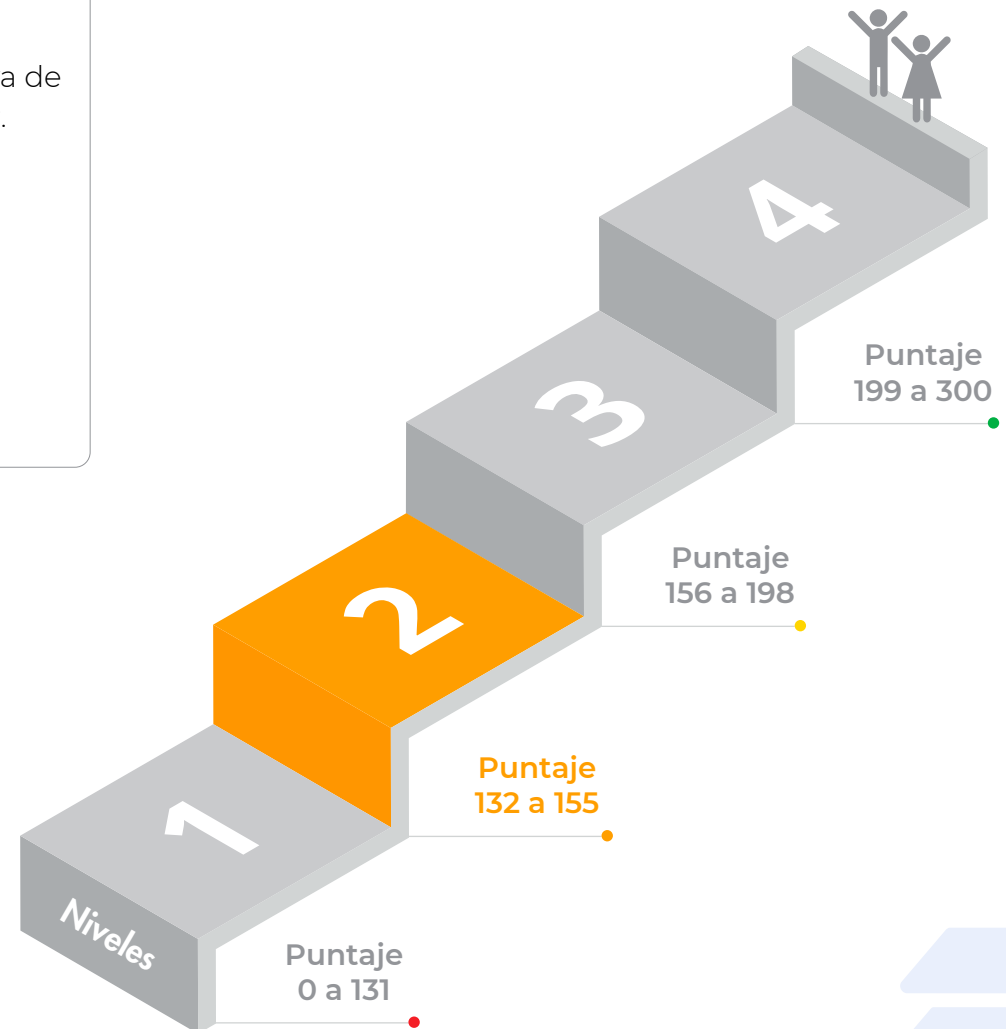 a de
.
4
Puntaje
199 a 300
3
Puntaje
156 a 198
2
Puntaje
132 a 155
1
Niveles
Puntaje
0 a 131